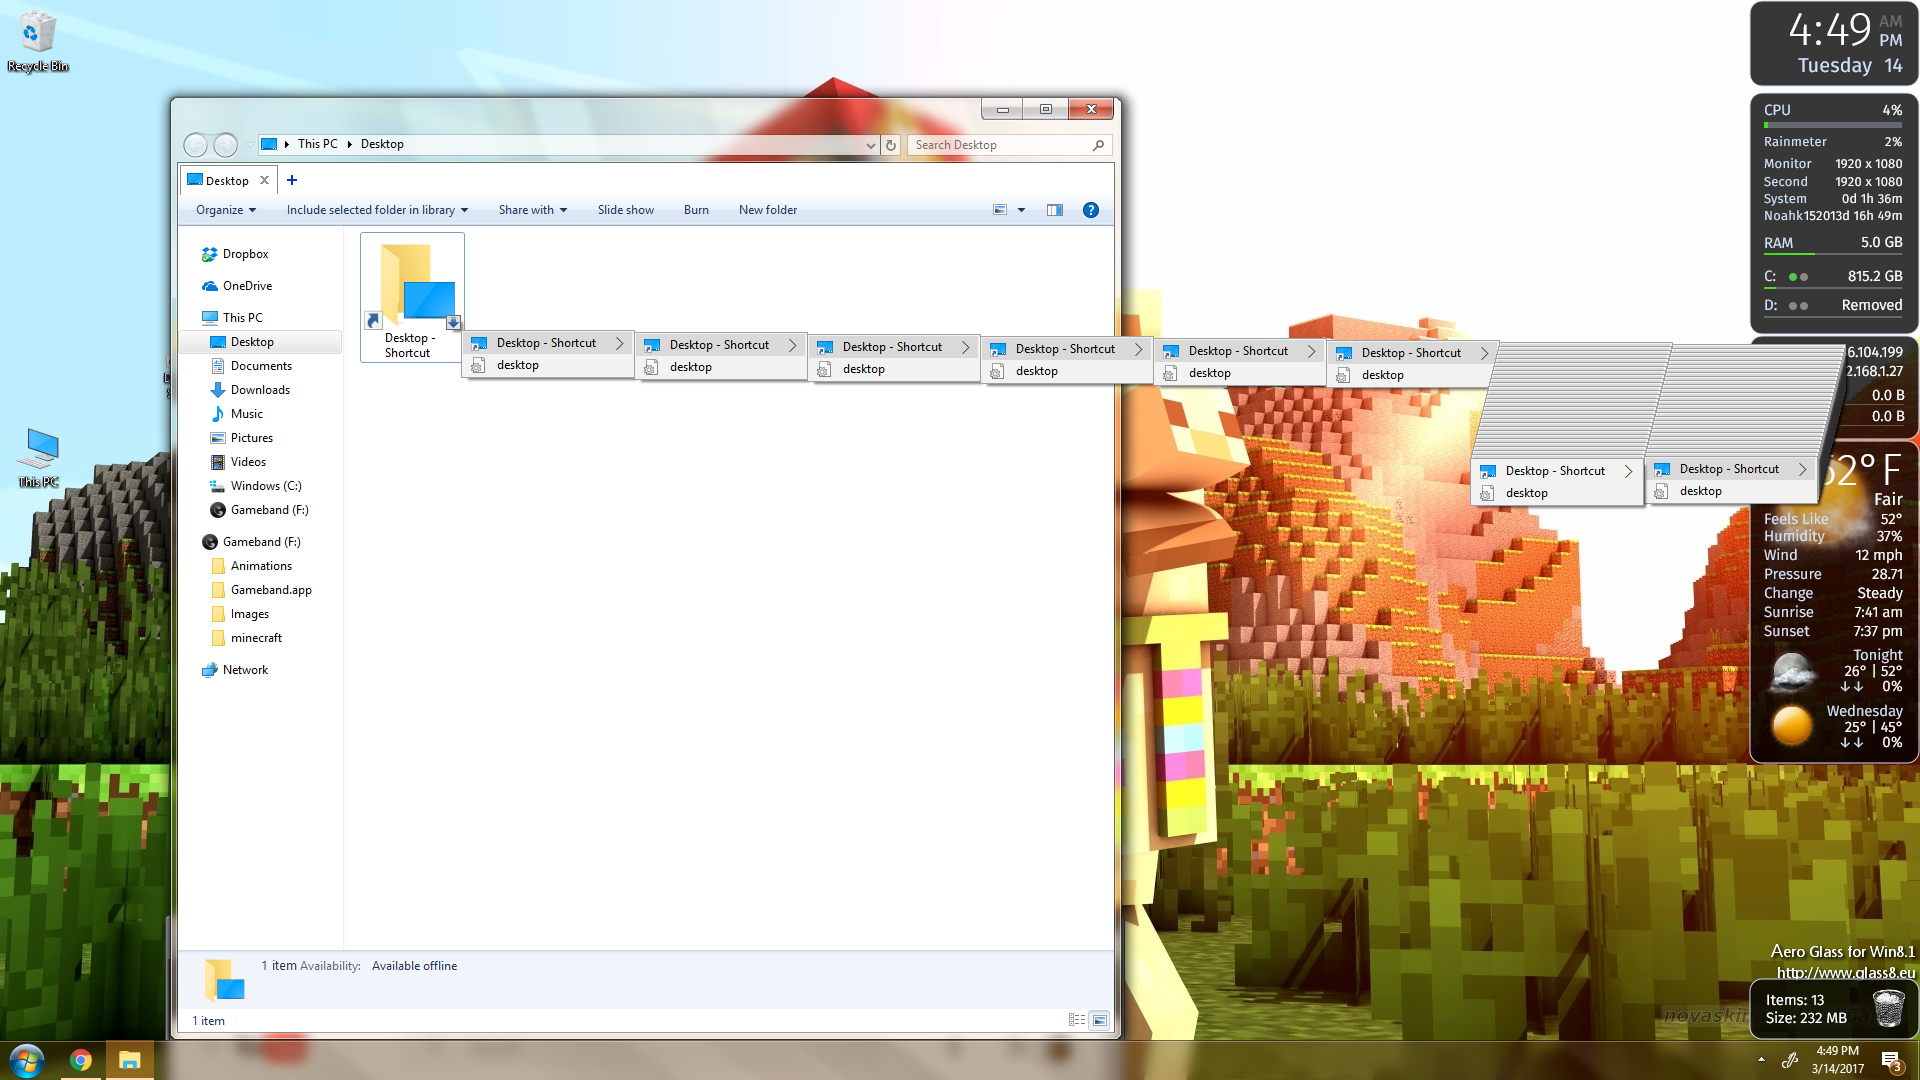 Recycle Bin
This PC
This PC
Desktop
Search Desktop
Desktop
Organize
Include selected folder in library
Share with
Slide show
Burn
New folder
Dropbox
OneDrive
This PC
Desktop
Documents
Downloads
Music
Pictures
Videos
Windows (C:)
Gameband (F:)
Gameband (F:)
Animations
Gameband.app
Images
minecraft
Network
Desktop -
Shortcut
Desktop - Shortcut
desktop
Desktop - Shortcut
desktop
Desktop - Shortcut
desktop
Desktop - Shortcut
desktop
Desktop - Shortcut
desktop
Desktop - Shortcut
desktop
Desktop - Shortcut
desktop
Desktop - Shortcut
desktop
1 item Availability: Available offline
1 item
4:49 AM PM
Tuesday 14
CPU 4%
Rainmeter 2%
Monitor 1920 x 1080
Second 1920 x 1080
System 0d 1h 36m
Noahk152013d 16h 49m
RAM 5.0 GB
C: 815.2 GB
D: Removed
6.104.199
2.168.1.27
0.0 B
0.0 B
52° F
Fair
Feels Like 52°
Humidity 37%
Wind 12 mph
Pressure 28.71
Change Steady
Sunrise 7:41 am
Sunset 7:37 pm
Tonight
26° | 52°
↓↓ 0%
Wednesday
25° | 45°
↓↓ 0%
Aero Glass for Win8.1
http://www.glass8.eu
novaskin
Items: 13
Size: 232 MB
4:49 PM
3/14/2017
3